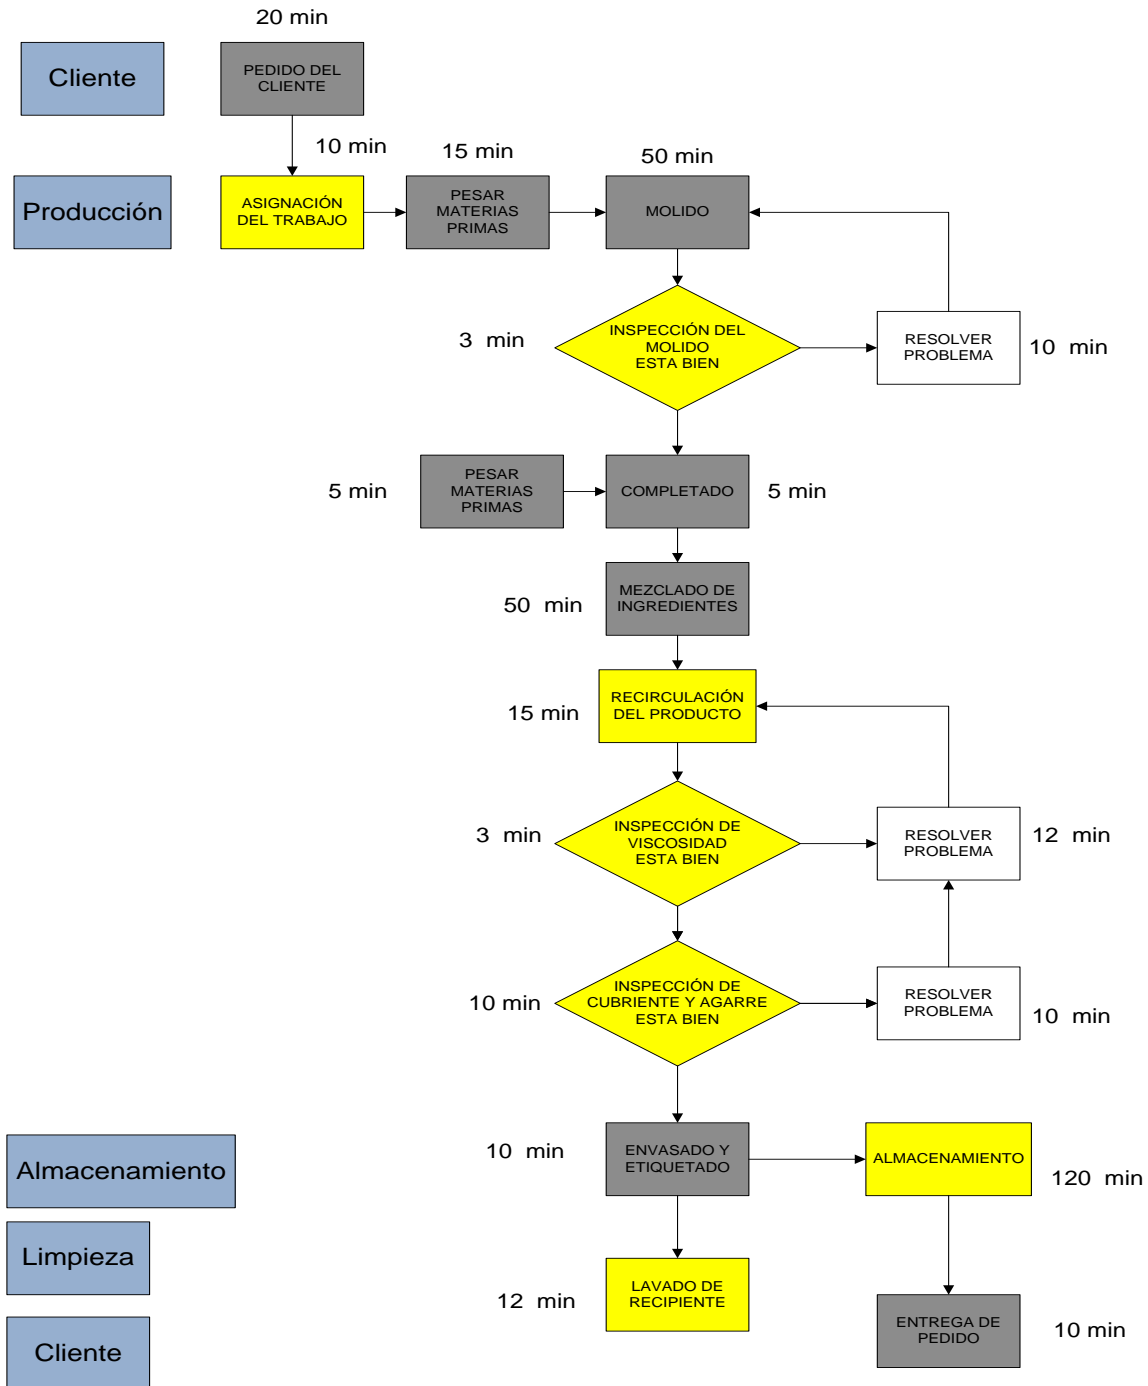 20 min
Cliente
PEDIDO DEL
CLIENTE
10 min
15 min
50 min
Producción
ASIGNACIÓN
DEL TRABAJO
PESAR
MATERIAS
PRIMAS
MOLIDO
3 min
INSPECCIÓN DEL
MOLIDO
ESTA BIEN
RESOLVER
PROBLEMA
10 min
5 min
PESAR
MATERIAS
PRIMAS
COMPLETADO
5 min
50 min
MEZCLADO DE
INGREDIENTES
15 min
RECIRCULACIÓN
DEL PRODUCTO
3 min
INSPECCIÓN DE
VISCOSIDAD
ESTA BIEN
RESOLVER
PROBLEMA
12 min
10 min
INSPECCIÓN DE
CUBRIENTE Y AGARRE
ESTA BIEN
RESOLVER
PROBLEMA
10 min
Almacenamiento
10 min
ENVASADO Y
ETIQUETADO
ALMACENAMIENTO
120 min
Limpieza
12 min
LAVADO DE
RECIPIENTE
Cliente
ENTREGA DE
PEDIDO
10 min